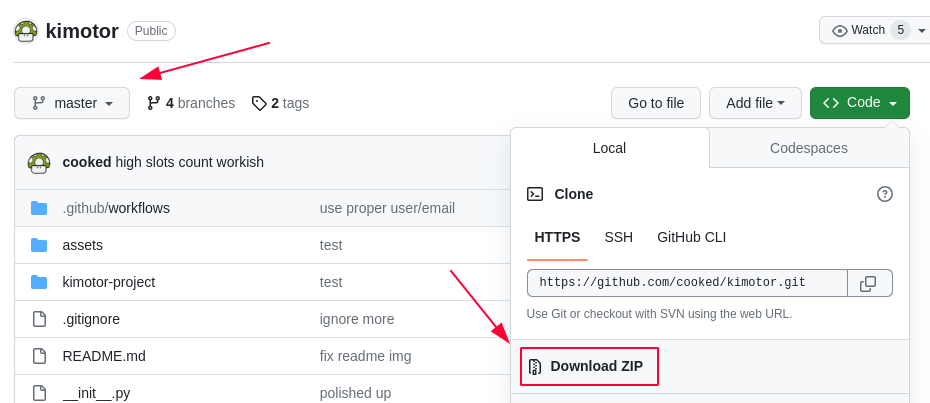 kimotor Public Watch 5
master 4 branches 2 tags Go to file Add file Code
cooked high slots count workish
.github/workflows use proper user/email
assets test
kimotor-project test
.gitignore ignore more
README.md fix readme img
__init__.py polished up
Local Codespaces
Clone
HTTPS SSH GitHub CLI
https://github.com/cooked/kimotor.git
Use Git or checkout with SVN using the web URL.
Download ZIP